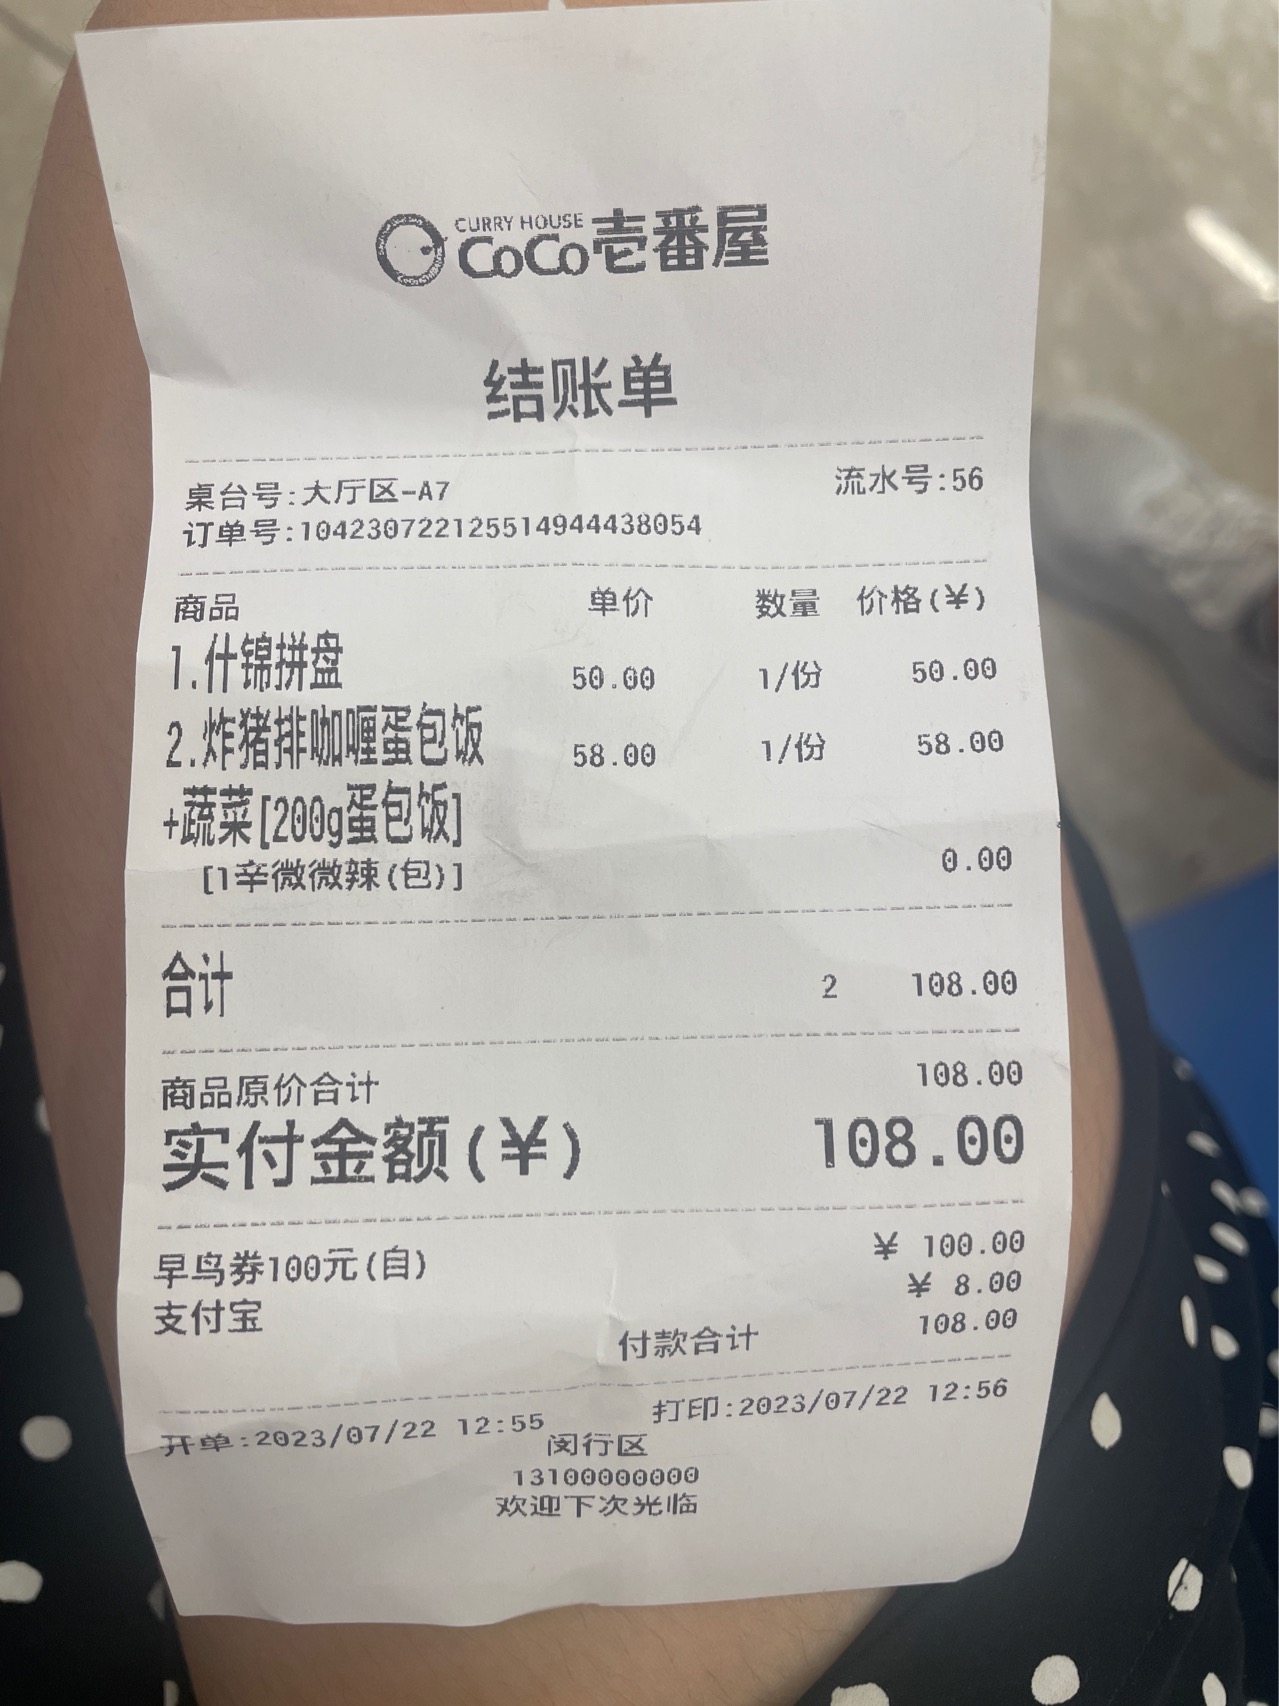 CURRY HOUSE
CoCo壱番屋
结账单
桌台号:大厅区-A7 流水号:56
订单号:104230722125514944438054
商品 单价 数量 价格(¥)
1.什锦拼盘 50.00 1/份 50.00
2.炸猪排咖喱蛋包饭 58.00 1/份 58.00
+蔬菜[200g蛋包饭]
[1辛微微辣(包)] 0.00
合计 2 108.00
商品原价合计 108.00
实付金额(¥) 108.00
早鸟券100元(自) ¥ 100.00
支付宝 ¥ 8.00
付款合计 108.00
开单:2023/07/22 12:55 打印:2023/07/22 12:56
闵行区
13100000000
欢迎下次光临